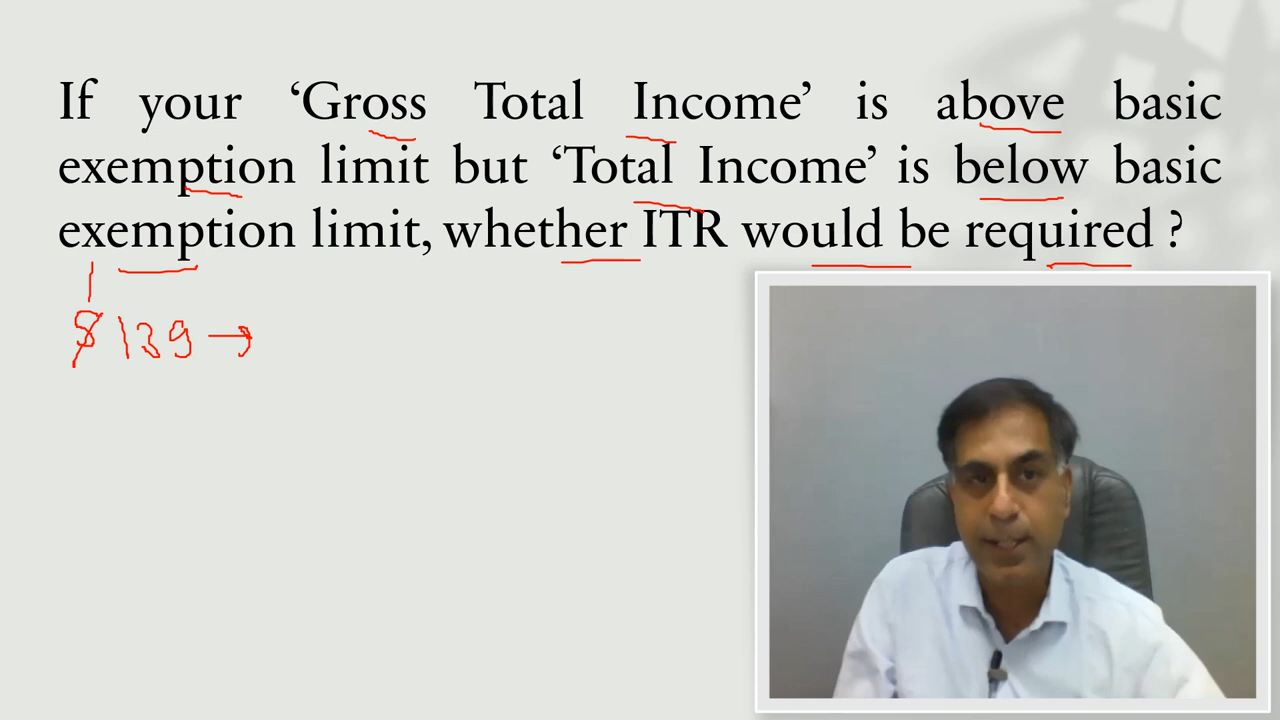 If your ‘Gross Total Income’ is above basic
exemption limit but ‘Total Income’ is below basic
exemption limit, whether ITR would be required ?
§ 139 →